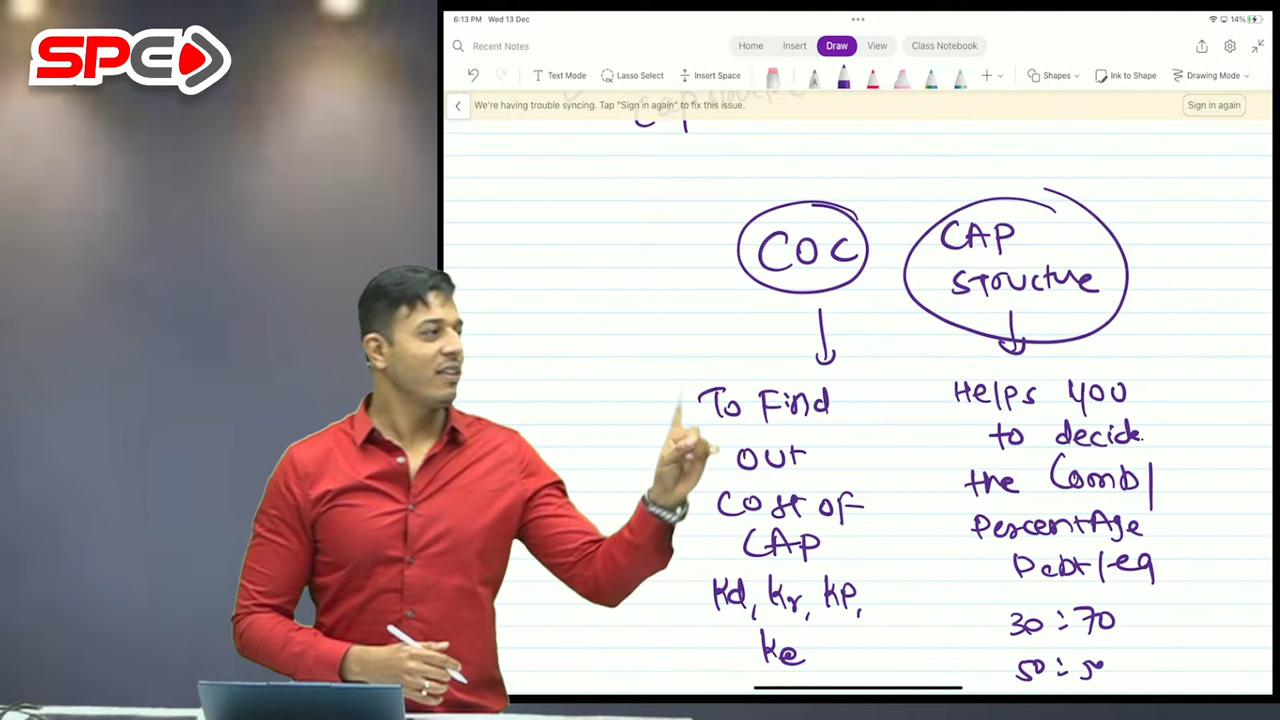 SPED
6:13 PM Wed 13 Dec
14%
Recent Notes
Home Insert Draw View Class Notebook
Text Mode Lasso Select Insert Space Shapes Ink to Shape Drawing Mode
We're having trouble syncing. Tap "Sign in again" to fix this issue. Sign in again
Cap structure
COC
To Find
out
cost of
CAP
Kd, Kr, KP,
Ke
CAP
structure
Helps you
to decide
the Comb/
Percentage
Debt/eq
30:70
50:50